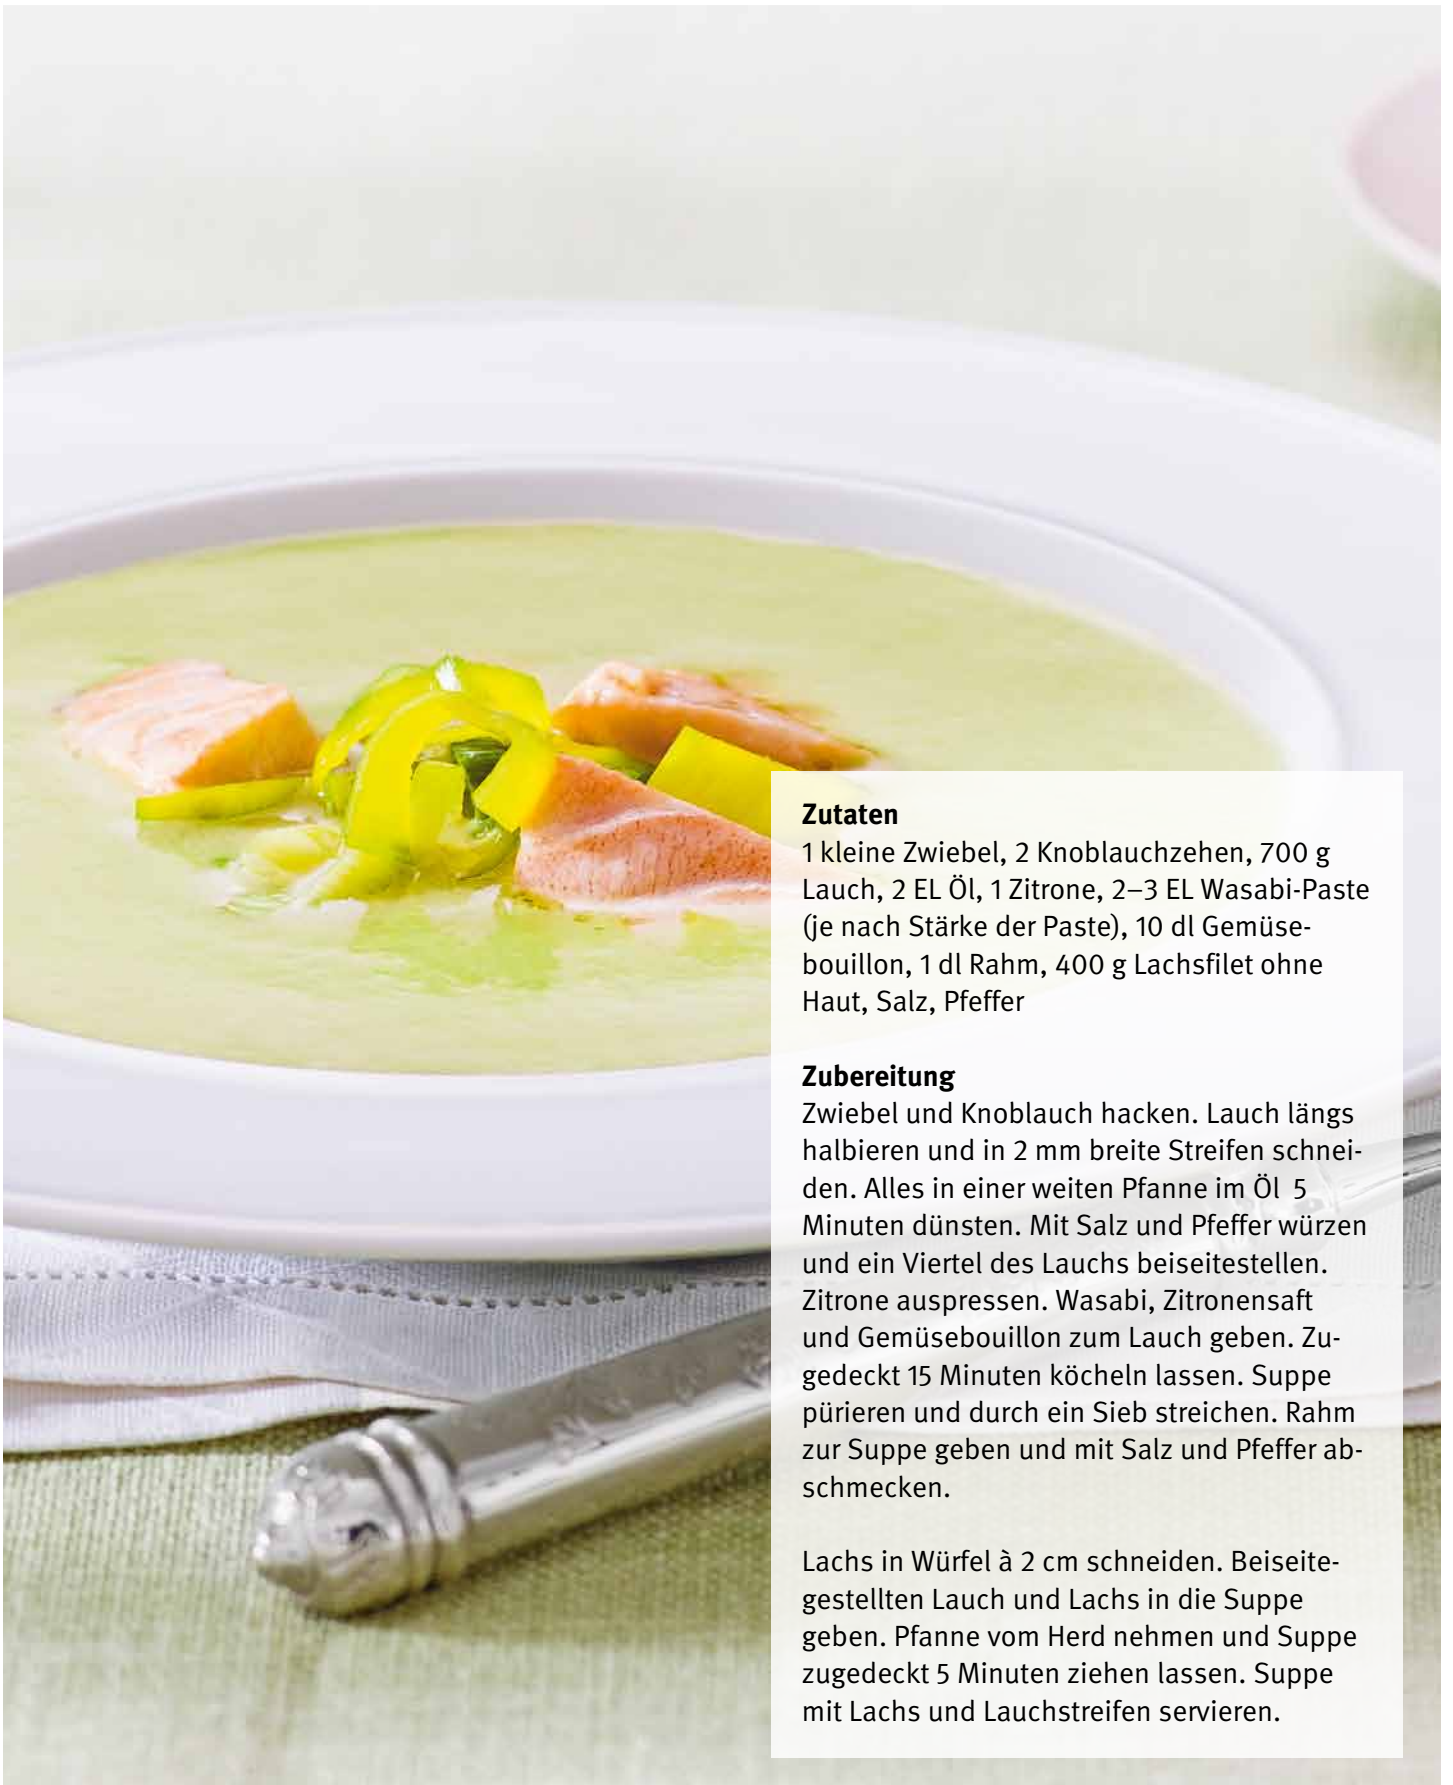 Zutaten
1 kleine Zwiebel, 2 Knoblauchzehen, 700 g
Lauch, 2 EL Öl, 1 Zitrone, 2–3 EL Wasabi-Paste
(je nach Stärke der Paste), 10 dl Gemüse-
bouillon, 1 dl Rahm, 400 g Lachsfilet ohne
Haut, Salz, Pfeffer
Zubereitung
Zwiebel und Knoblauch hacken. Lauch längs
halbieren und in 2 mm breite Streifen schnei-
den. Alles in einer weiten Pfanne im Öl 5
Minuten dünsten. Mit Salz und Pfeffer würzen
und ein Viertel des Lauchs beiseitestellen.
Zitrone auspressen. Wasabi, Zitronensaft
und Gemüsebouillon zum Lauch geben. Zu-
gedeckt 15 Minuten köcheln lassen. Suppe
pürieren und durch ein Sieb streichen. Rahm
zur Suppe geben und mit Salz und Pfeffer ab-
schmecken.
Lachs in Würfel à 2 cm schneiden. Beiseite-
gestellten Lauch und Lachs in die Suppe
geben. Pfanne vom Herd nehmen und Suppe
zugedeckt 5 Minuten ziehen lassen. Suppe
mit Lachs und Lauchstreifen servieren.